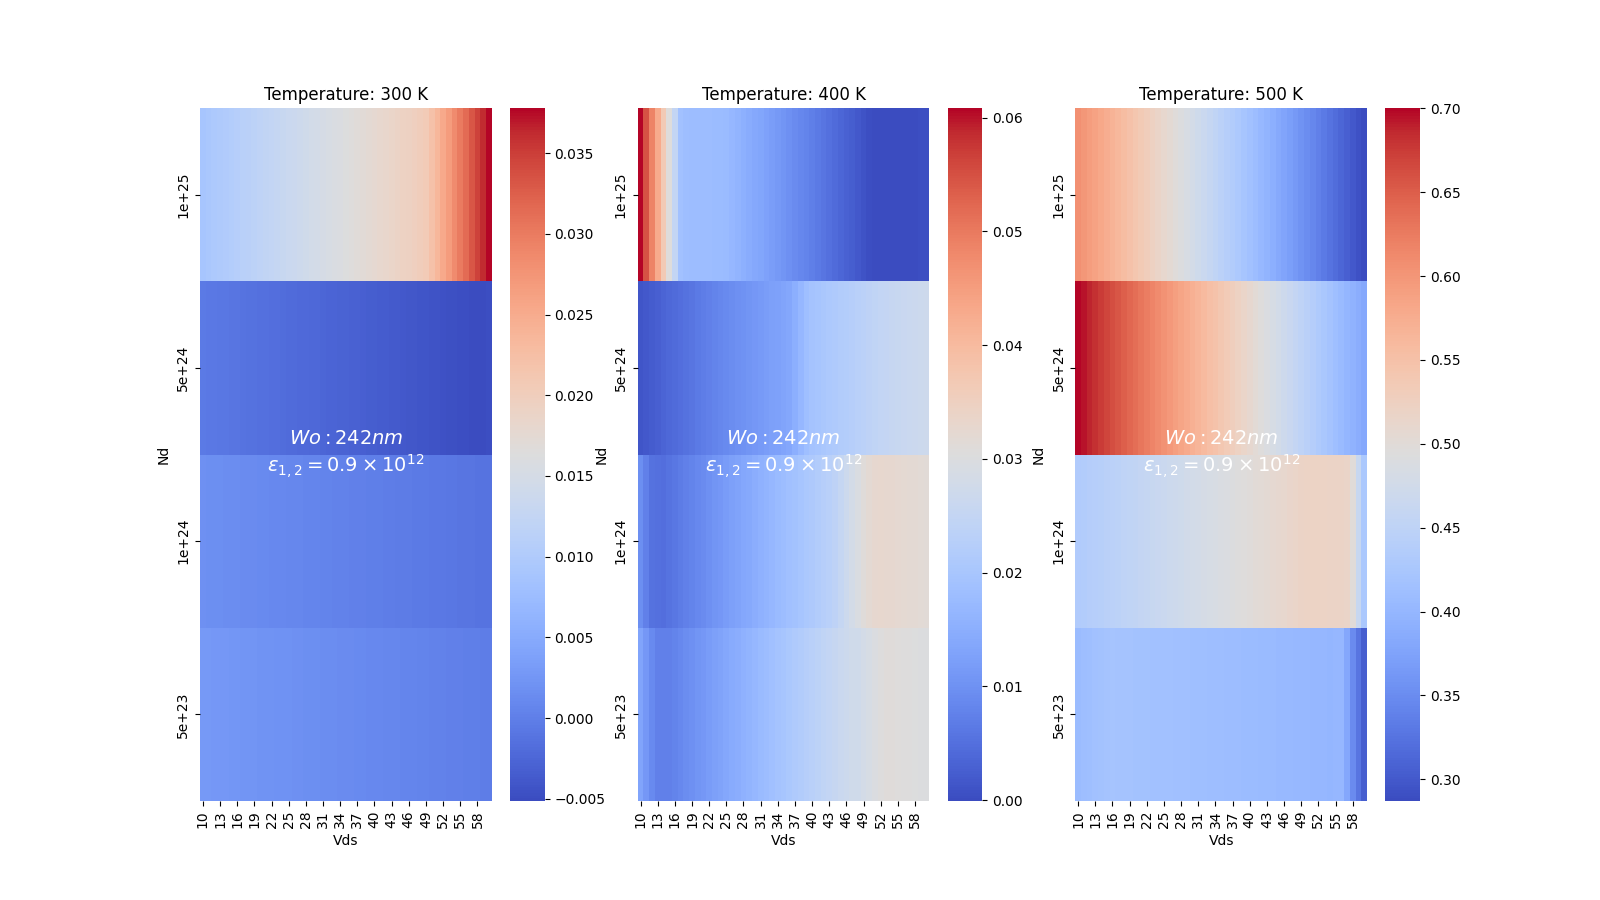 Temperature: 300 K
Nd
1e+25
5e+24
1e+24
5e+23
Wo : 242nm
ε1, 2 = 0.9 × 10^12
10 13 16 19 22 25 28 31 34 37 40 43 46 49 52 55 58
Vds
0.035
0.030
0.025
0.020
0.015
0.010
0.005
0.000
−0.005
Temperature: 400 K
Nd
1e+25
5e+24
1e+24
5e+23
Wo : 242nm
ε1, 2 = 0.9 × 10^12
10 13 16 19 22 25 28 31 34 37 40 43 46 49 52 55 58
Vds
0.06
0.05
0.04
0.03
0.02
0.01
0.00
Temperature: 500 K
Nd
1e+25
5e+24
1e+24
5e+23
Wo : 242nm
ε1, 2 = 0.9 × 10^12
10 13 16 19 22 25 28 31 34 37 40 43 46 49 52 55 58
Vds
0.70
0.65
0.60
0.55
0.50
0.45
0.40
0.35
0.30